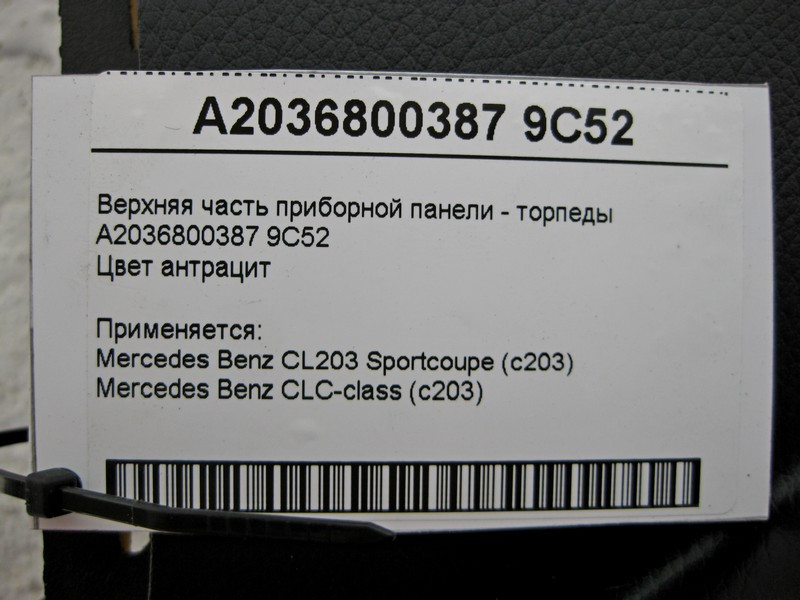 A2036800387 9C52
Верхняя часть приборной панели - торпеды
A2036800387 9C52
Цвет антрацит
Применяется:
Mercedes Benz CL203 Sportcoupe (c203)
Mercedes Benz CLC-class (c203)